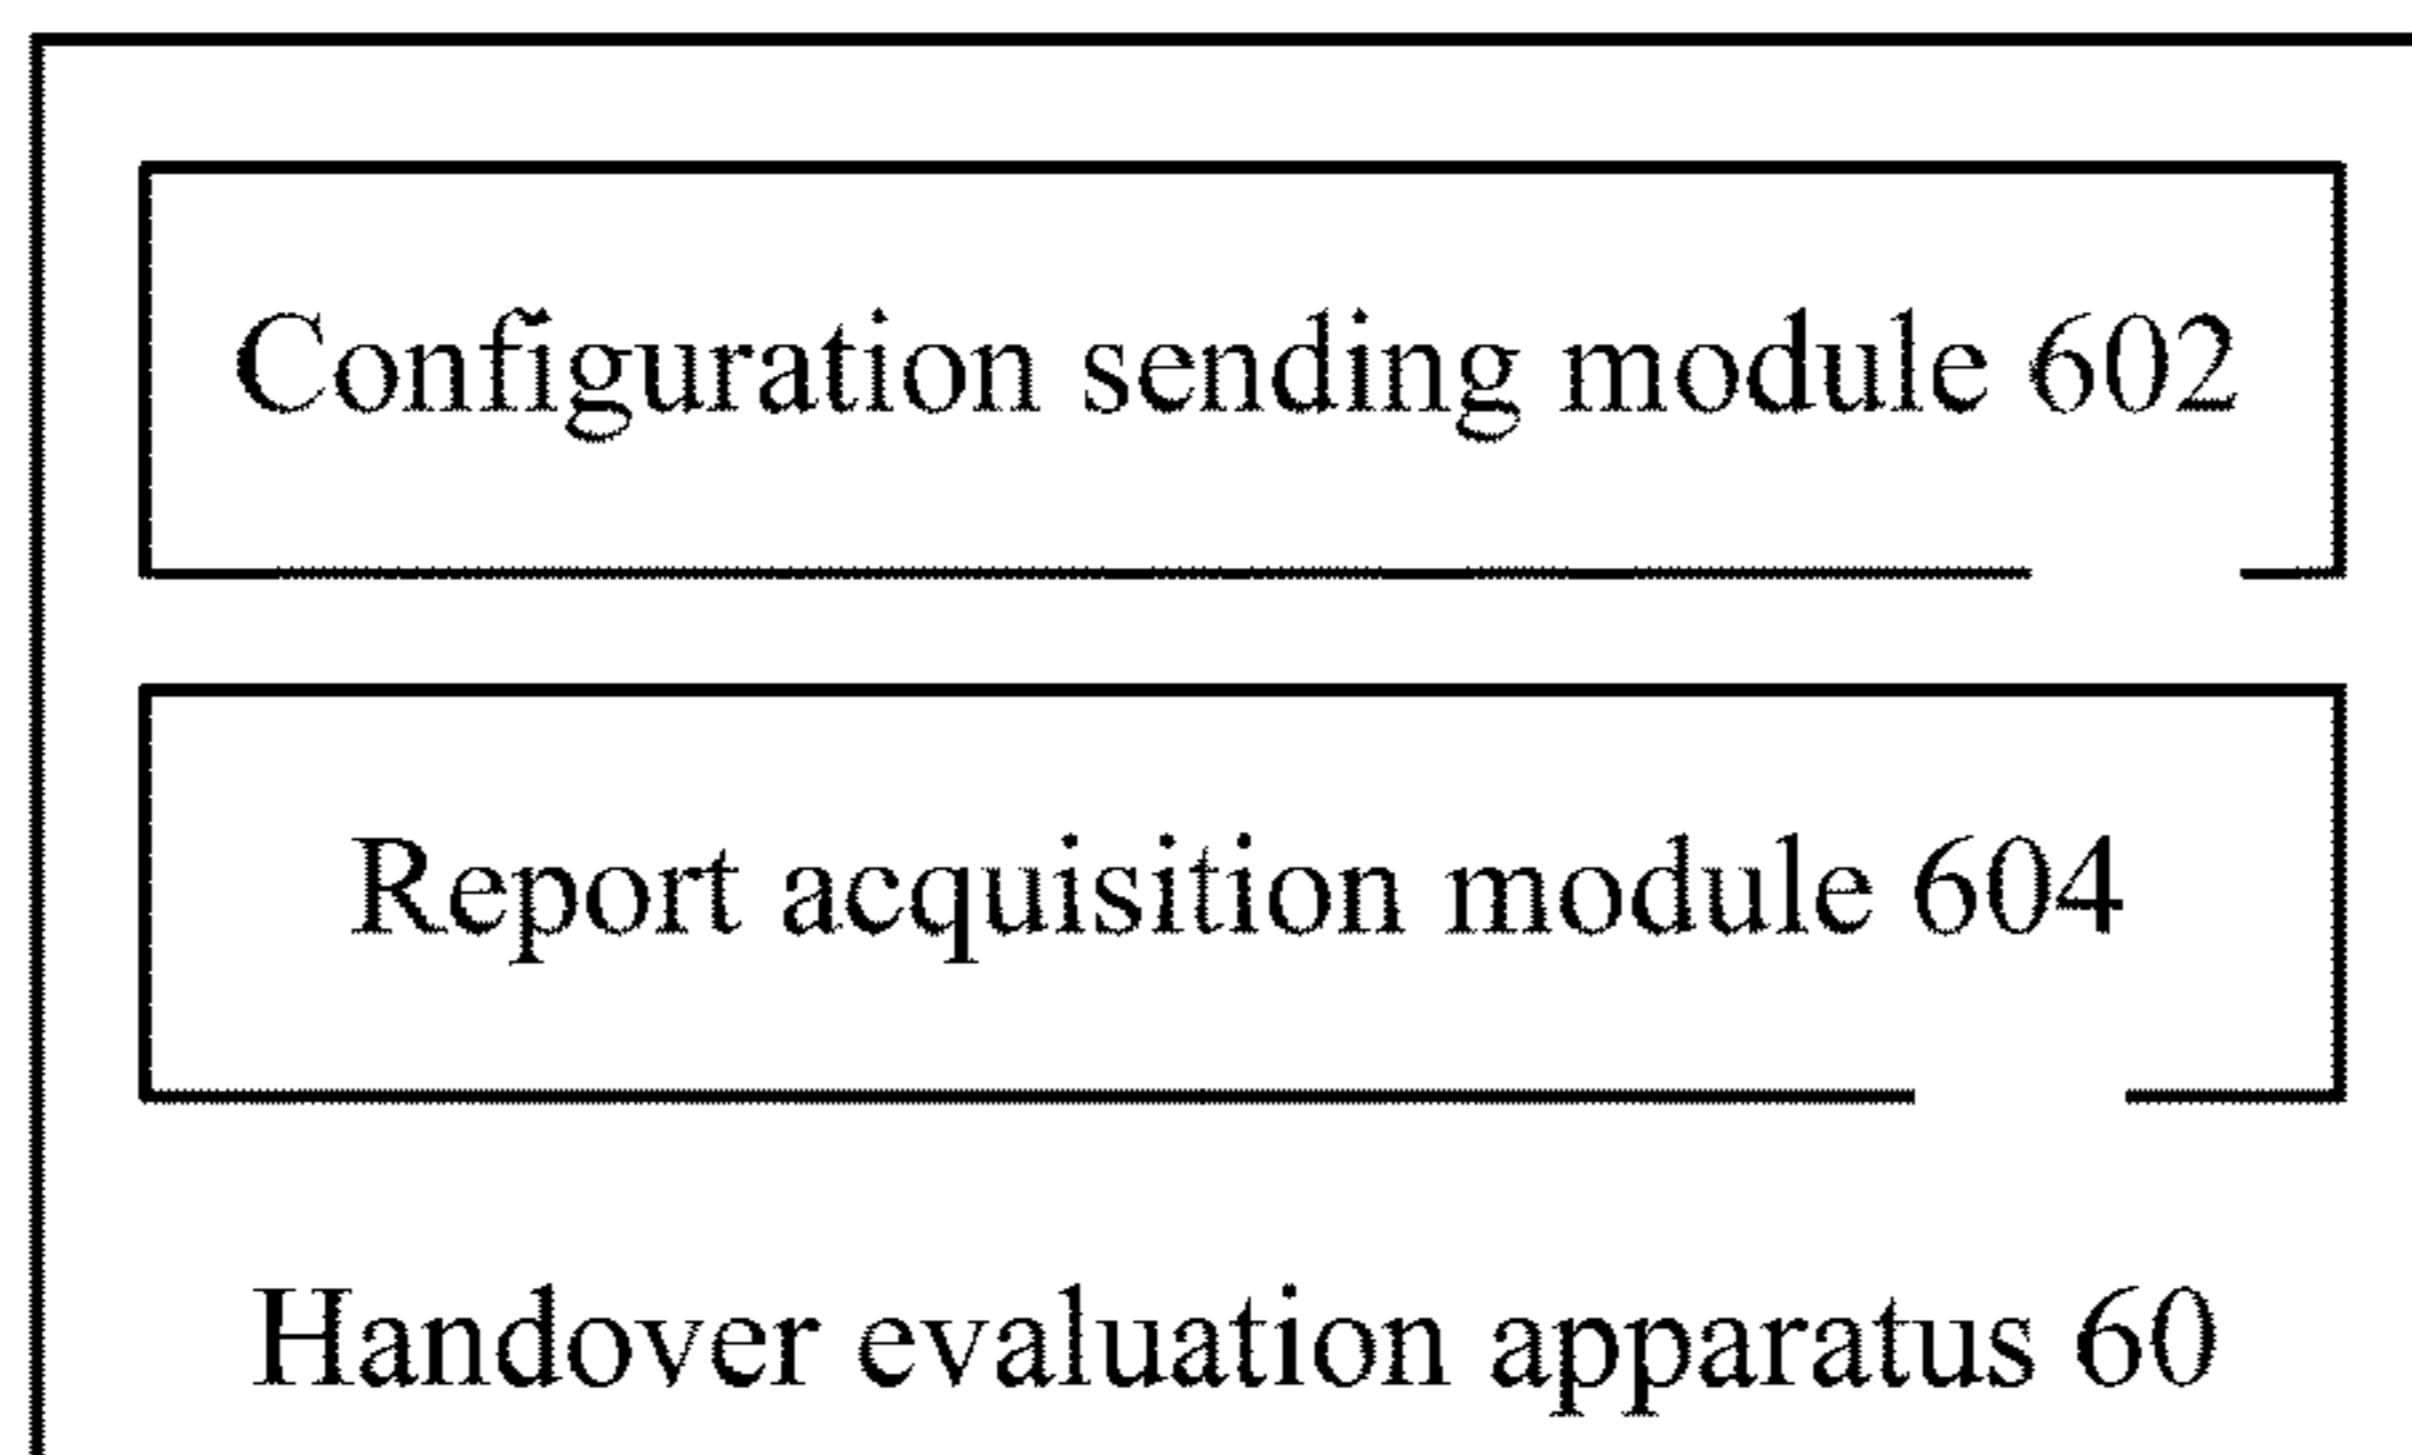 Configuration sending module 602
Report acquisition module 604
Handover evaluation apparatus 60